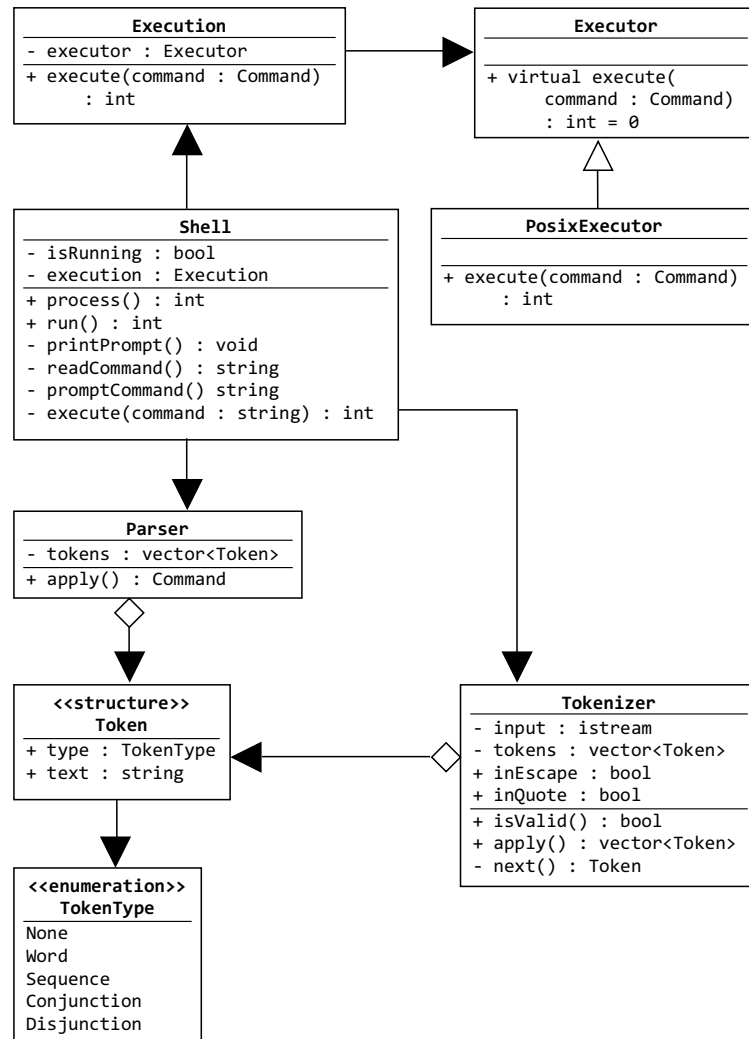 Execution
- executor : Executor
+ execute(command : Command)
: int
Executor
+ virtual execute(
command : Command)
: int = 0
Shell
- isRunning : bool
- execution : Execution
+ process() : int
+ run() : int
- printPrompt() : void
- readCommand() : string
- promptCommand() string
- execute(command : string) : int
PosixExecutor
+ execute(command : Command)
: int
Parser
- tokens : vector<Token>
+ apply() : Command
<<structure>>
Token
+ type : TokenType
+ text : string
Tokenizer
- input : istream
- tokens : vector<Token>
+ inEscape : bool
+ inQuote : bool
+ isValid() : bool
+ apply() : vector<Token>
- next() : Token
<<enumeration>>
TokenType
None
Word
Sequence
Conjunction
Disjunction